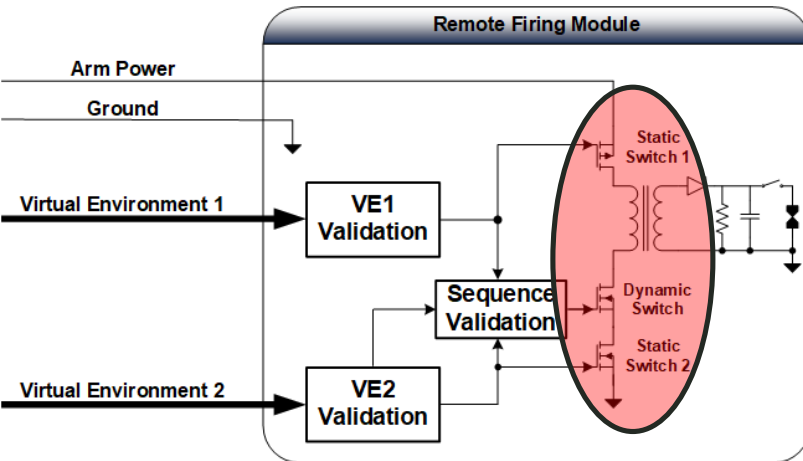 Remote Firing Module
Arm Power
Ground
Static
Switch 1
Virtual Environment 1
VE1
Validation
Sequence
Validation
Dynamic
Switch
Static
Switch 2
Virtual Environment 2
VE2
Validation